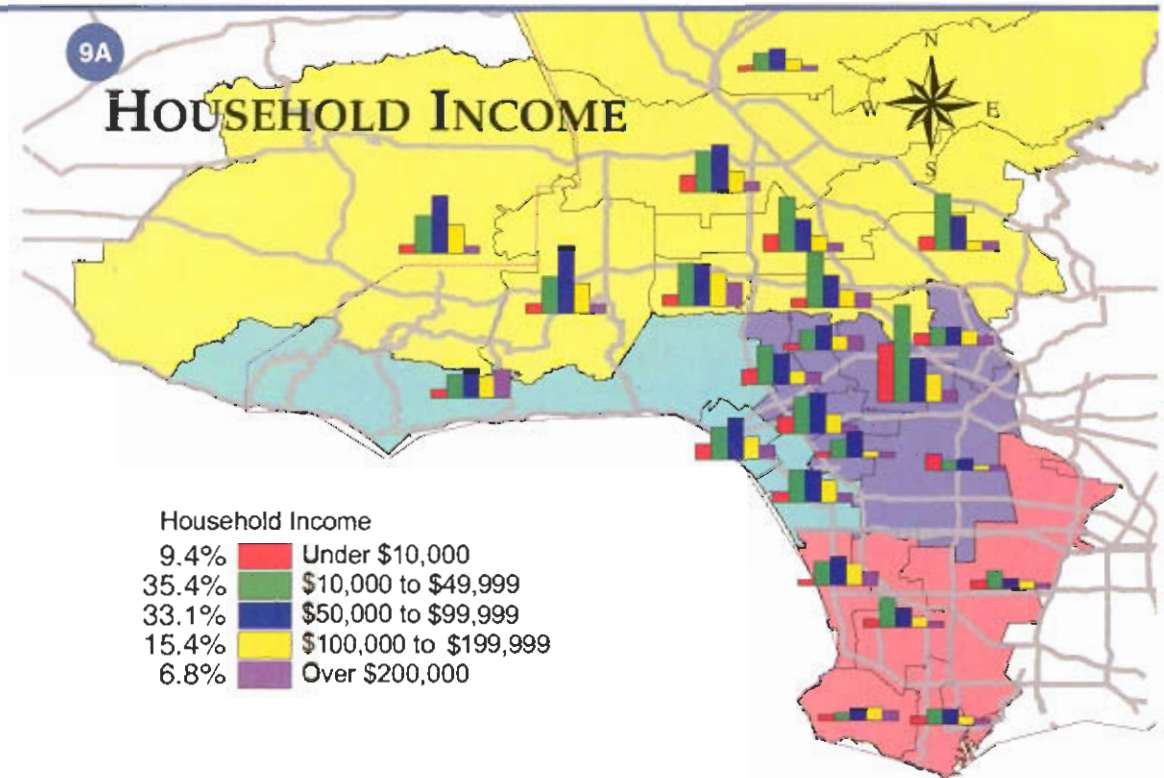 9A
HOUSEHOLD INCOME
N
W E
S
Household Income
9.4% Under $10,000
35.4% $10,000 to $49,999
33.1% $50,000 to $99,999
15.4% $100,000 to $199,999
6.8% Over $200,000